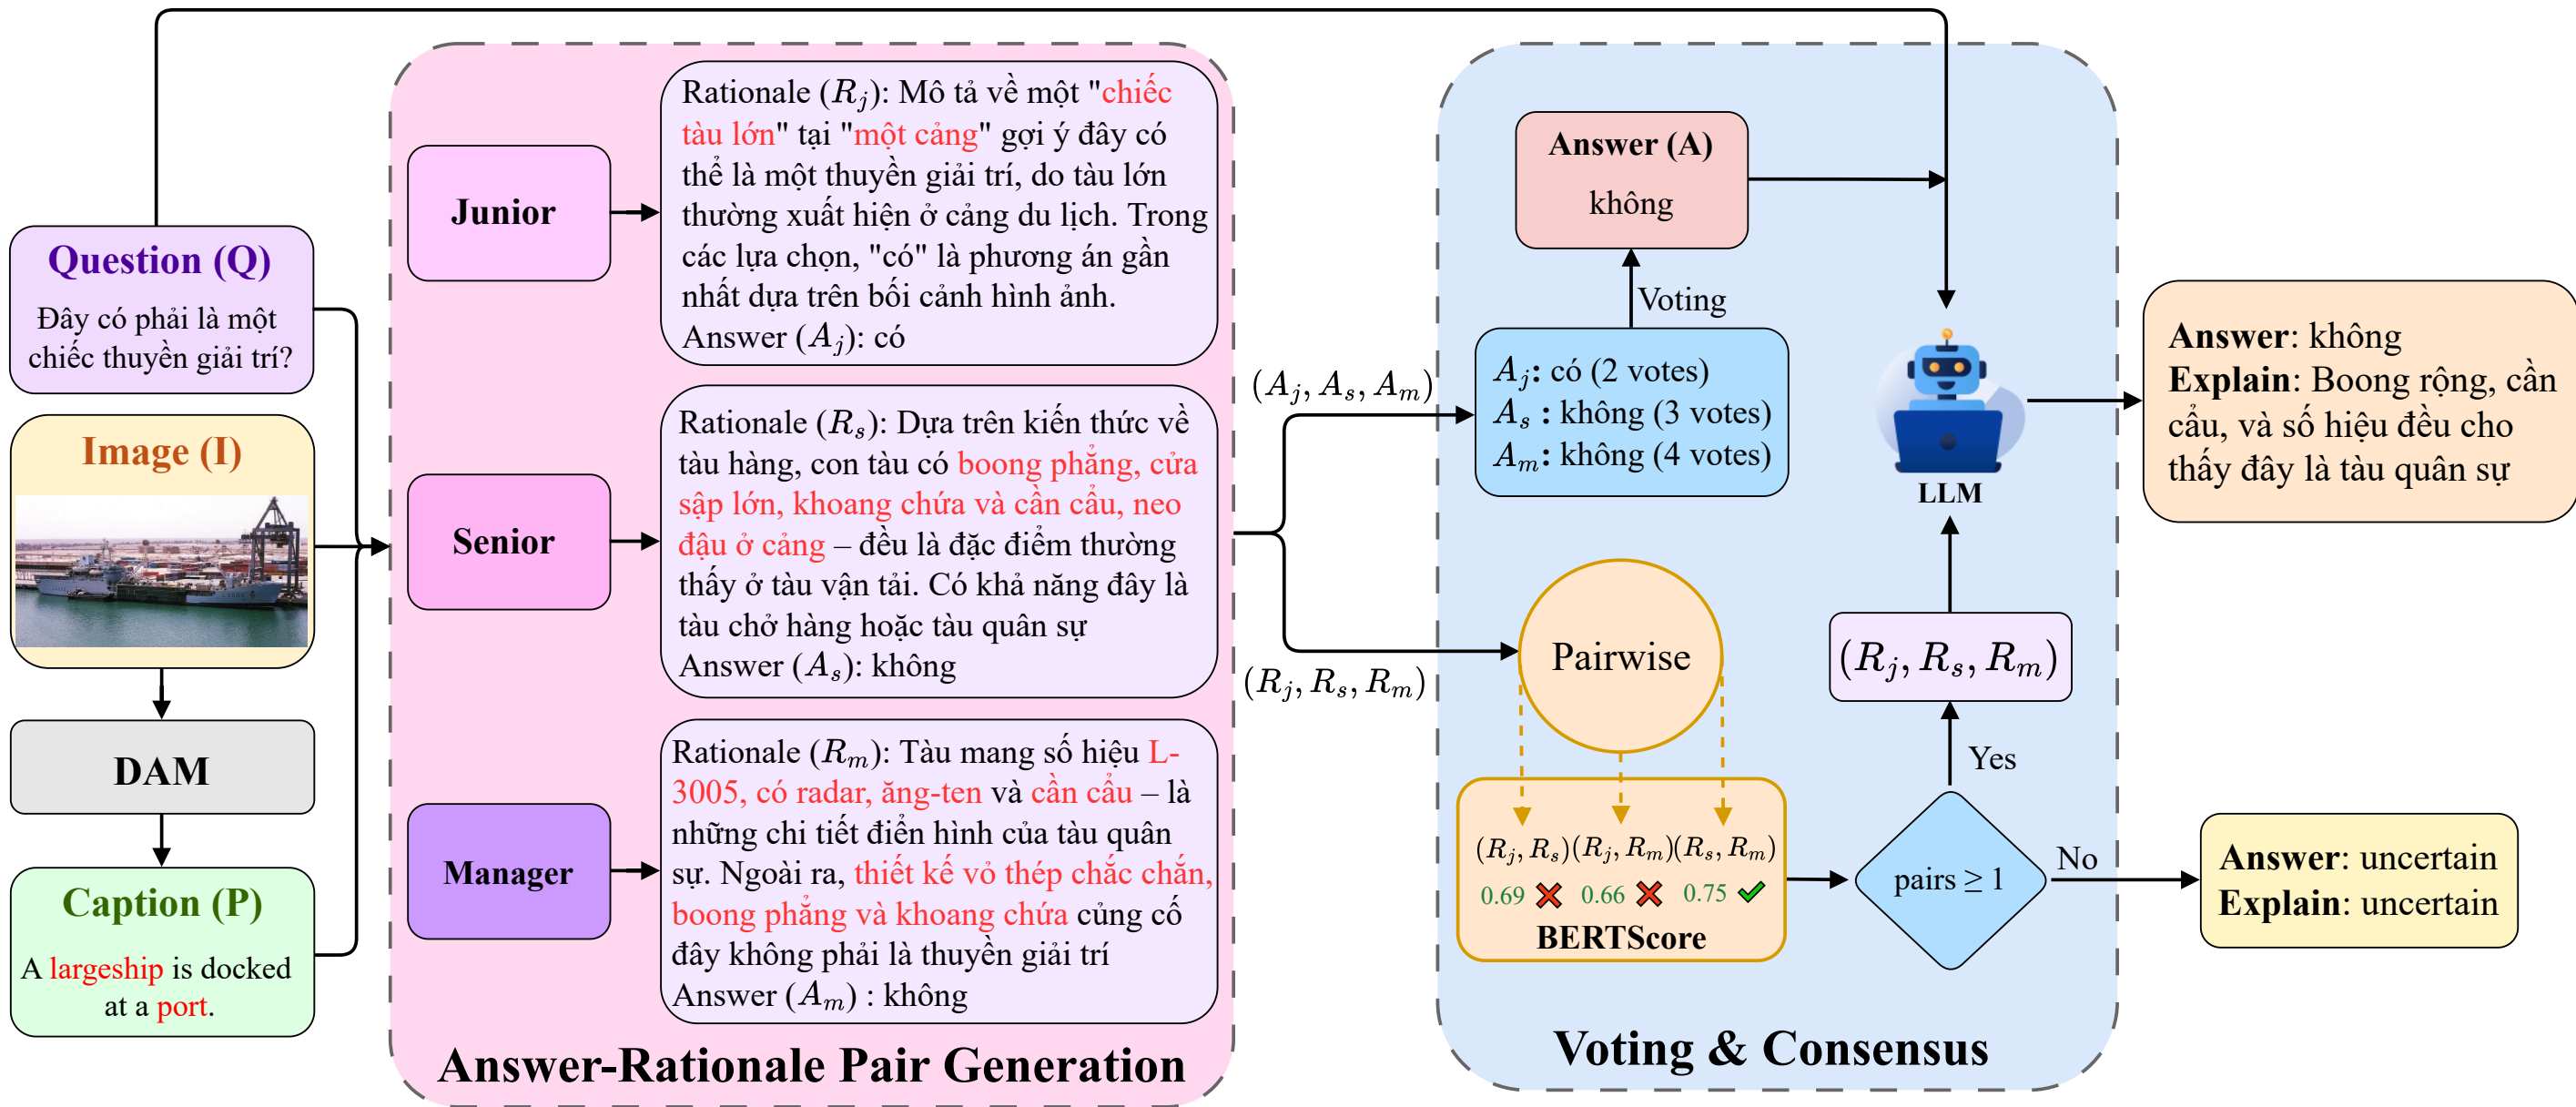 Question (Q)
Đây có phải là một
chiếc thuyền giải trí?
Image (I)
DAM
Caption (P)
A largeship is docked
at a port.
Junior
Rationale (Rj): Mô tả về một "chiếc
tàu lớn" tại "một cảng" gợi ý đây có
thể là một thuyền giải trí, do tàu lớn
thường xuất hiện ở cảng du lịch. Trong
các lựa chọn, "có" là phương án gần
nhất dựa trên bối cảnh hình ảnh.
Answer (Aj): có
Senior
Rationale (Rs): Dựa trên kiến thức về
tàu hàng, con tàu có boong phẳng, cửa
sập lớn, khoang chứa và cần cẩu, neo
đậu ở cảng – đều là đặc điểm thường
thấy ở tàu vận tải. Có khả năng đây là
tàu chở hàng hoặc tàu quân sự
Answer (As): không
Manager
Rationale (Rm): Tàu mang số hiệu L-
3005, có radar, ăng-ten và cần cẩu – là
những chi tiết điển hình của tàu quân
sự. Ngoài ra, thiết kế vỏ thép chắc chắn,
boong phẳng và khoang chứa củng cố
đây không phải là thuyền giải trí
Answer (Am) : không
Answer-Rationale Pair Generation
(Aj, As, Am)
(Rj, Rs, Rm)
Answer (A)
không
Voting
Aj: có (2 votes)
As : không (3 votes)
Am: không (4 votes)
Pairwise
(Rj, Rs)(Rj, Rm)(Rs, Rm)
0.69 0.66 0.75
BERTScore
pairs ≥ 1
Yes
No
(Rj, Rs, Rm)
LLM
Voting & Consensus
Answer: không
Explain: Boong rộng, cần
cẩu, và số hiệu đều cho
thấy đây là tàu quân sự
Answer: uncertain
Explain: uncertain